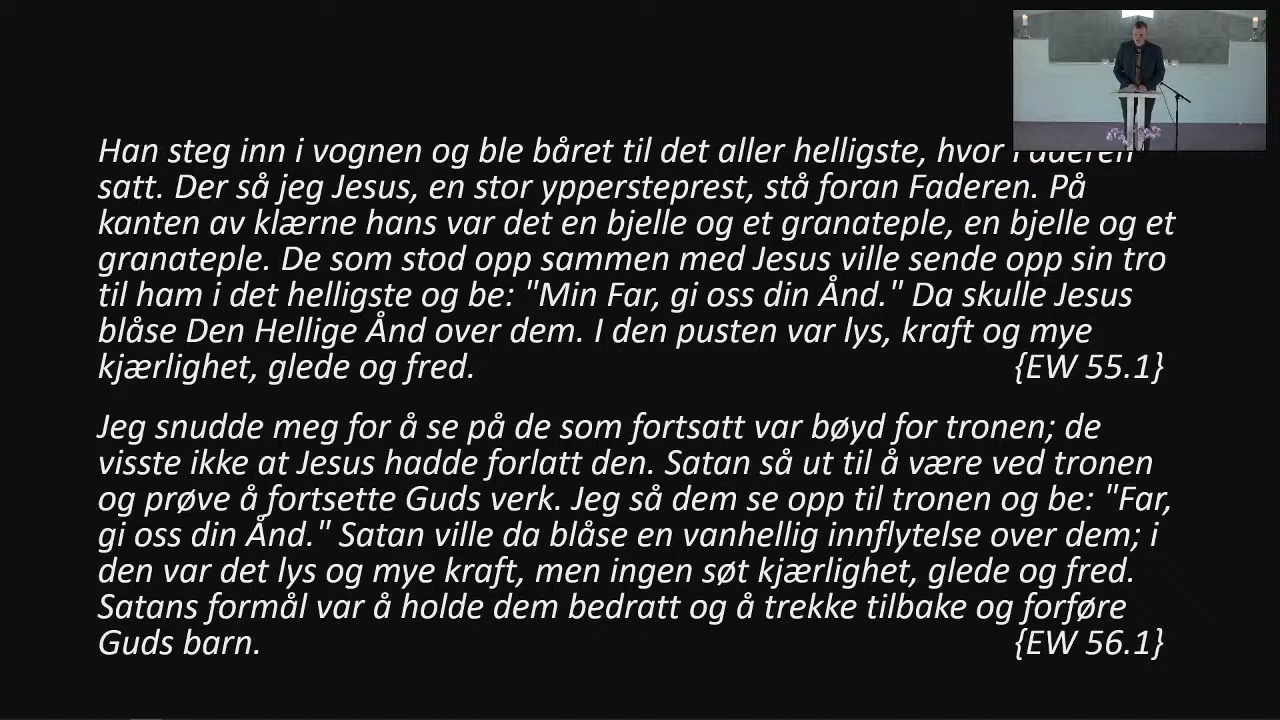 Han steg inn i vognen og ble båret til det aller helligste, hvor Faderen
satt. Der så jeg Jesus, en stor yppersteprest, stå foran Faderen. På
kanten av klærne hans var det en bjelle og et granateple, en bjelle og et
granateple. De som stod opp sammen med Jesus ville sende opp sin tro
til ham i det helligste og be: "Min Far, gi oss din Ånd." Da skulle Jesus
blåse Den Hellige Ånd over dem. I den pusten var lys, kraft og mye
kjærlighet, glede og fred. {EW 55.1}
Jeg snudde meg for å se på de som fortsatt var bøyd for tronen; de
visste ikke at Jesus hadde forlatt den. Satan så ut til å være ved tronen
og prøve å fortsette Guds verk. Jeg så dem se opp til tronen og be: "Far,
gi oss din Ånd." Satan ville da blåse en vanhellig innflytelse over dem; i
den var det lys og mye kraft, men ingen søt kjærlighet, glede og fred.
Satans formål var å holde dem bedratt og å trekke tilbake og forføre
Guds barn. {EW 56.1}